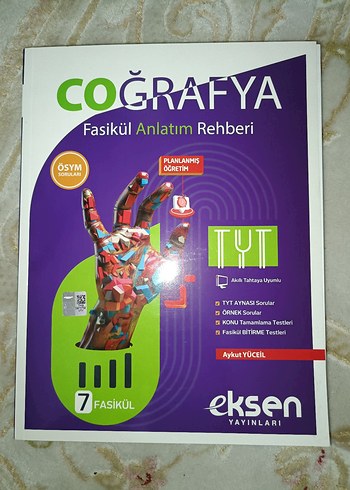 COĞRAFYA
Fasikül Anlatım Rehberi
ÖSYM
SORULARI
PLANLANMIŞ
ÖĞRETİM
TYT
Akıllı Tahtaya Uyumlu
TYT AYNASI Sorular
ÖRNEK Sorular
KONU Tamamlama Testleri
Fasikül BİTİRME Testleri
Aykut YÜCEİL
7 FASİKÜL
eksen
YAYINLARI